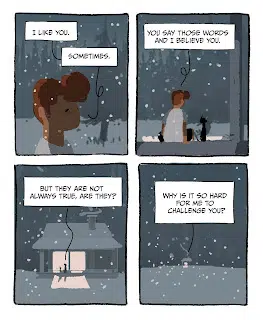 I LIKE YOU.
SOMETIMES.
YOU SAY THOSE WORDS
AND I BELIEVE YOU.
BUT THEY ARE NOT
ALWAYS TRUE, ARE THEY?
WHY IS IT SO HARD
FOR ME TO
CHALLENGE YOU?